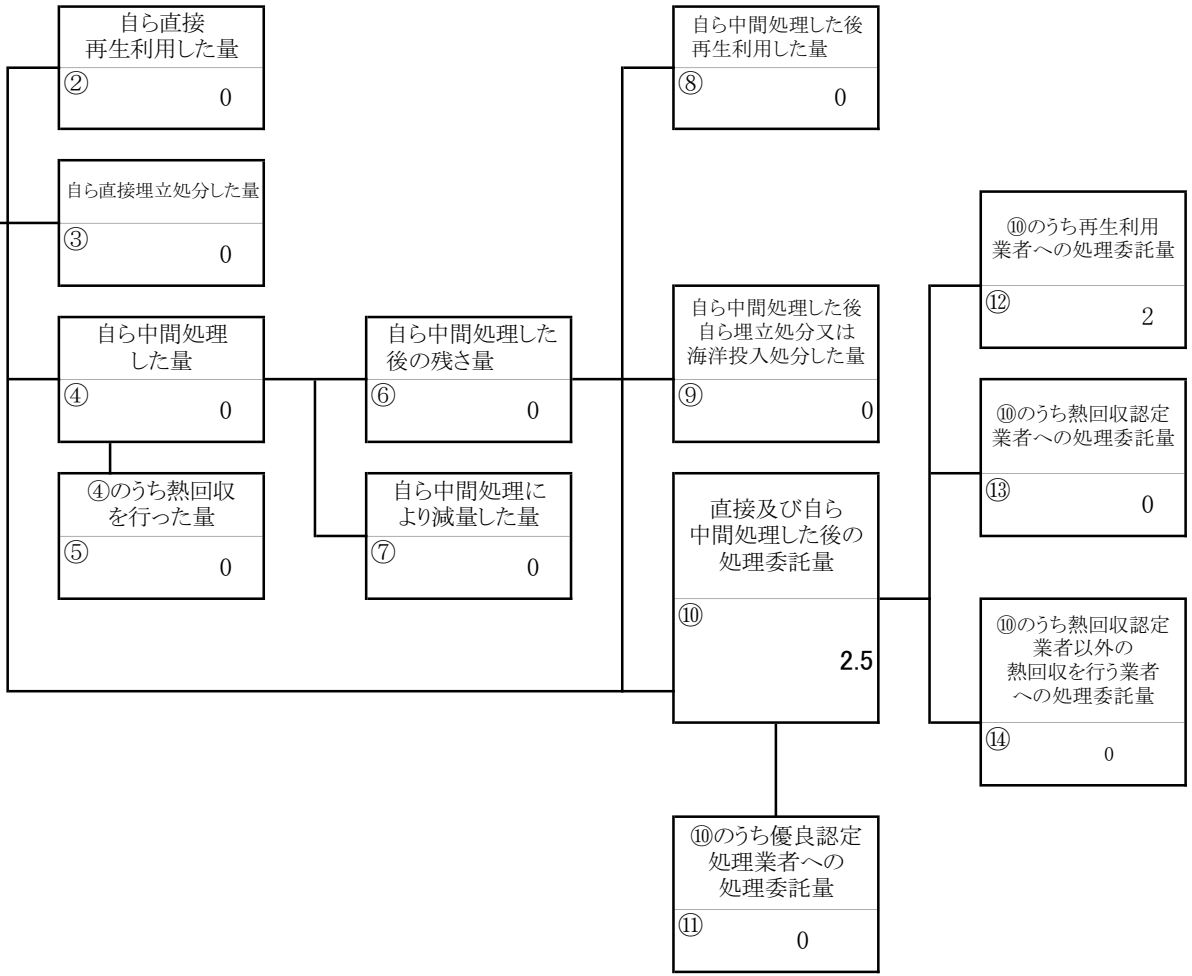 自ら直接
再生利用した量
②
0
自ら直接埋立処分した量
③
0
自ら中間処理
した量
④
0
④のうち熱回収
を行った量
⑤
0
自ら中間処理した
後の残さ量
⑥
0
自ら中間処理に
より減量した量
⑦
0
自ら中間処理した後
再生利用した量
⑧
0
自ら中間処理した後
自ら埋立処分又は
海洋投入処分した量
⑨
0
直接及び自ら
中間処理した後の
処理委託量
⑩
2.5
⑩のうち優良認定
処理業者への
処理委託量
⑪
0
⑩のうち再生利用
業者への処理委託量
⑫
2
⑩のうち熱回収認定
業者への処理委託量
⑬
0
⑩のうち熱回収認定
業者以外の
熱回収を行う業者
への処理委託量
⑭
0